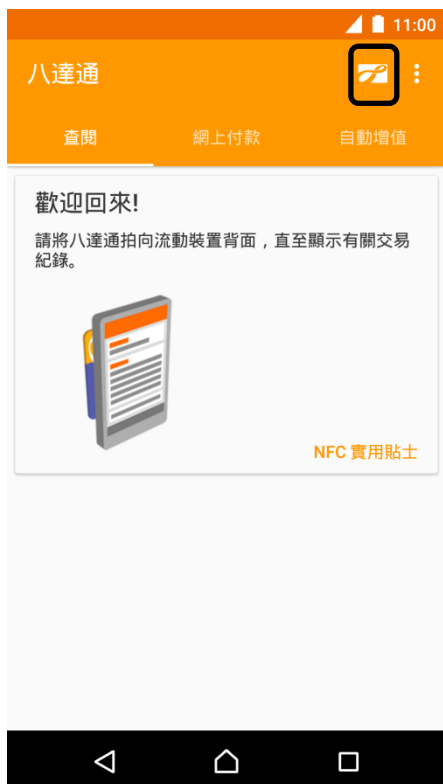 11:00
八達通
查閱 網上付款 自動增值
歡迎回來!
請將八達通拍向流動裝置背面，直至顯示有關交易
紀錄。
NFC 實用貼士